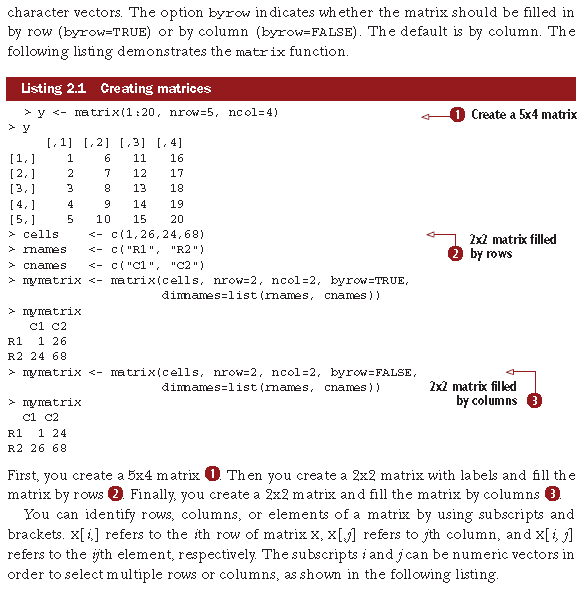 character vectors. The option byrow indicates whether the matrix should be filled in
by row (byrow=TRUE) or by column (byrow=FALSE). The default is by column. The
following listing demonstrates the matrix function.
Listing 2.1 Creating matrices
> y <- matrix(1:20, nrow=5, ncol=4)
1 Create a 5x4 matrix
> y
[,1] [,2] [,3] [,4]
[1,] 1 6 11 16
[2,] 2 7 12 17
[3,] 3 8 13 18
[4,] 4 9 14 19
[5,] 5 10 15 20
> cells <- c(1,26,24,68)
> rnames <- c("R1", "R2")
> cnames <- c("C1", "C2")
2x2 matrix filled
2 by rows
> mymatrix <- matrix(cells, nrow=2, ncol=2, byrow=TRUE,
dimnames=list(rnames, cnames))
> mymatrix
C1 C2
R1 1 26
R2 24 68
> mymatrix <- matrix(cells, nrow=2, ncol=2, byrow=FALSE,
dimnames=list(rnames, cnames))
2x2 matrix filled
by columns 3
> mymatrix
C1 C2
R1 1 24
R2 26 68
First, you create a 5x4 matrix 1. Then you create a 2x2 matrix with labels and fill the
matrix by rows 2. Finally, you create a 2x2 matrix and fill the matrix by columns 3.
You can identify rows, columns, or elements of a matrix by using subscripts and
brackets. X[i,] refers to the ith row of matrix X, X[,j] refers to jth column, and X[i, j]
refers to the ijth element, respectively. The subscripts i and j can be numeric vectors in
order to select multiple rows or columns, as shown in the following listing.